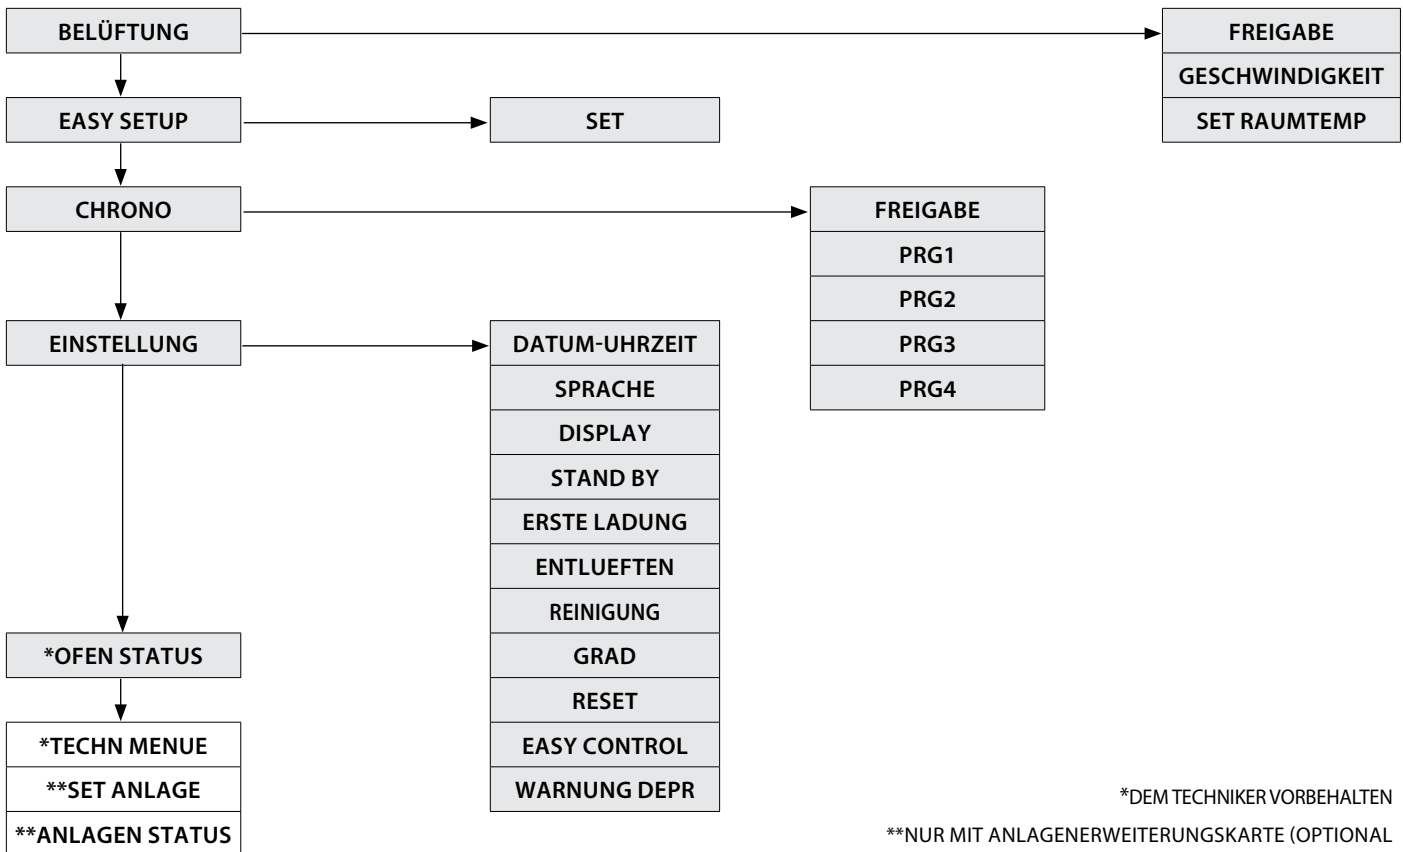 BELÜFTUNG
FREIGABE
GESCHWINDIGKEIT
SET RAUMTEMP
EASY SETUP
SET
CHRONO
FREIGABE
PRG1
PRG2
PRG3
PRG4
EINSTELLUNG
DATUM-UHRZEIT
SPRACHE
DISPLAY
STAND BY
ERSTE LADUNG
ENTLUEFTEN
REINIGUNG
GRAD
RESET
EASY CONTROL
WARNUNG DEPR
*OFEN STATUS
*TECHN MENUE
**SET ANLAGE
**ANLAGEN STATUS
*DEM TECHNIKER VORBEHALTEN
**NUR MIT ANLAGENERWEITERUNGSKARTE (OPTIONAL